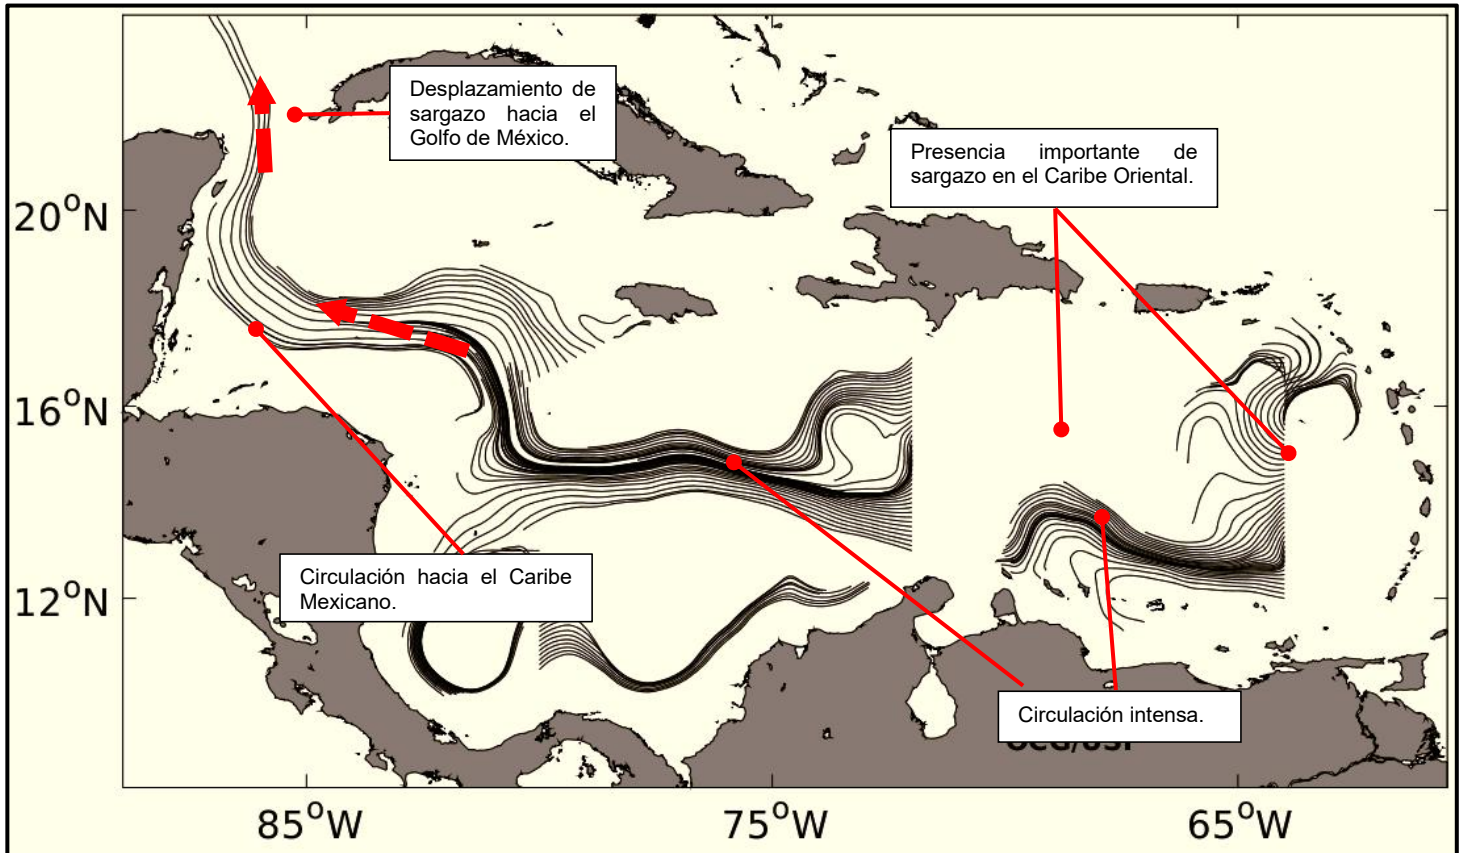 Desplazamiento de
sargazo hacia el
Golfo de México.
Presencia importante de
sargazo en el Caribe Oriental.
20°N
16°N
12°N
Circulación hacia el Caribe
Mexicano.
Circulación intensa.
85°W
75°W
65°W